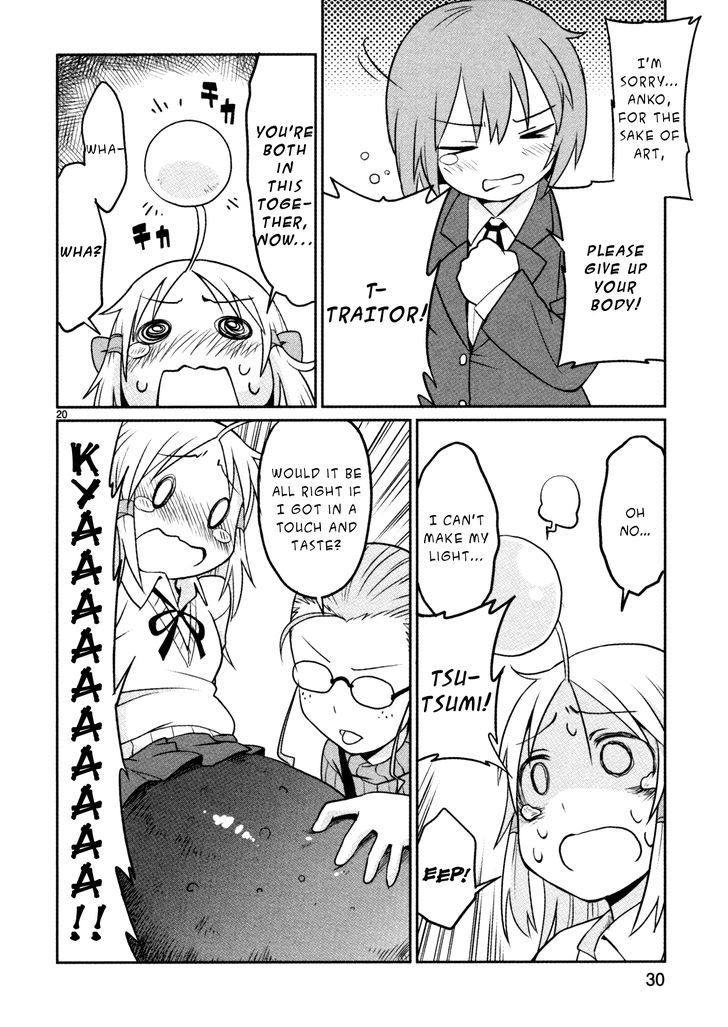 I'M
SORRY...
ANKO,
FOR THE
SAKE OF
ART,
PLEASE
GIVE UP
YOUR
BODY!
T-
TRAITOR!
YOU'RE
BOTH
IN
THIS
TOGE-
THER,
NOW...
チカ
チカ
WHA-
WHA?
20
OH
NO...
I CAN'T
MAKE MY
LIGHT...
TSU-
TSUMI!
EEP!
WOULD IT BE
ALL RIGHT IF
I GOT IN A
TOUCH AND
TASTE?
KYAAAAAAAAAA!!
30